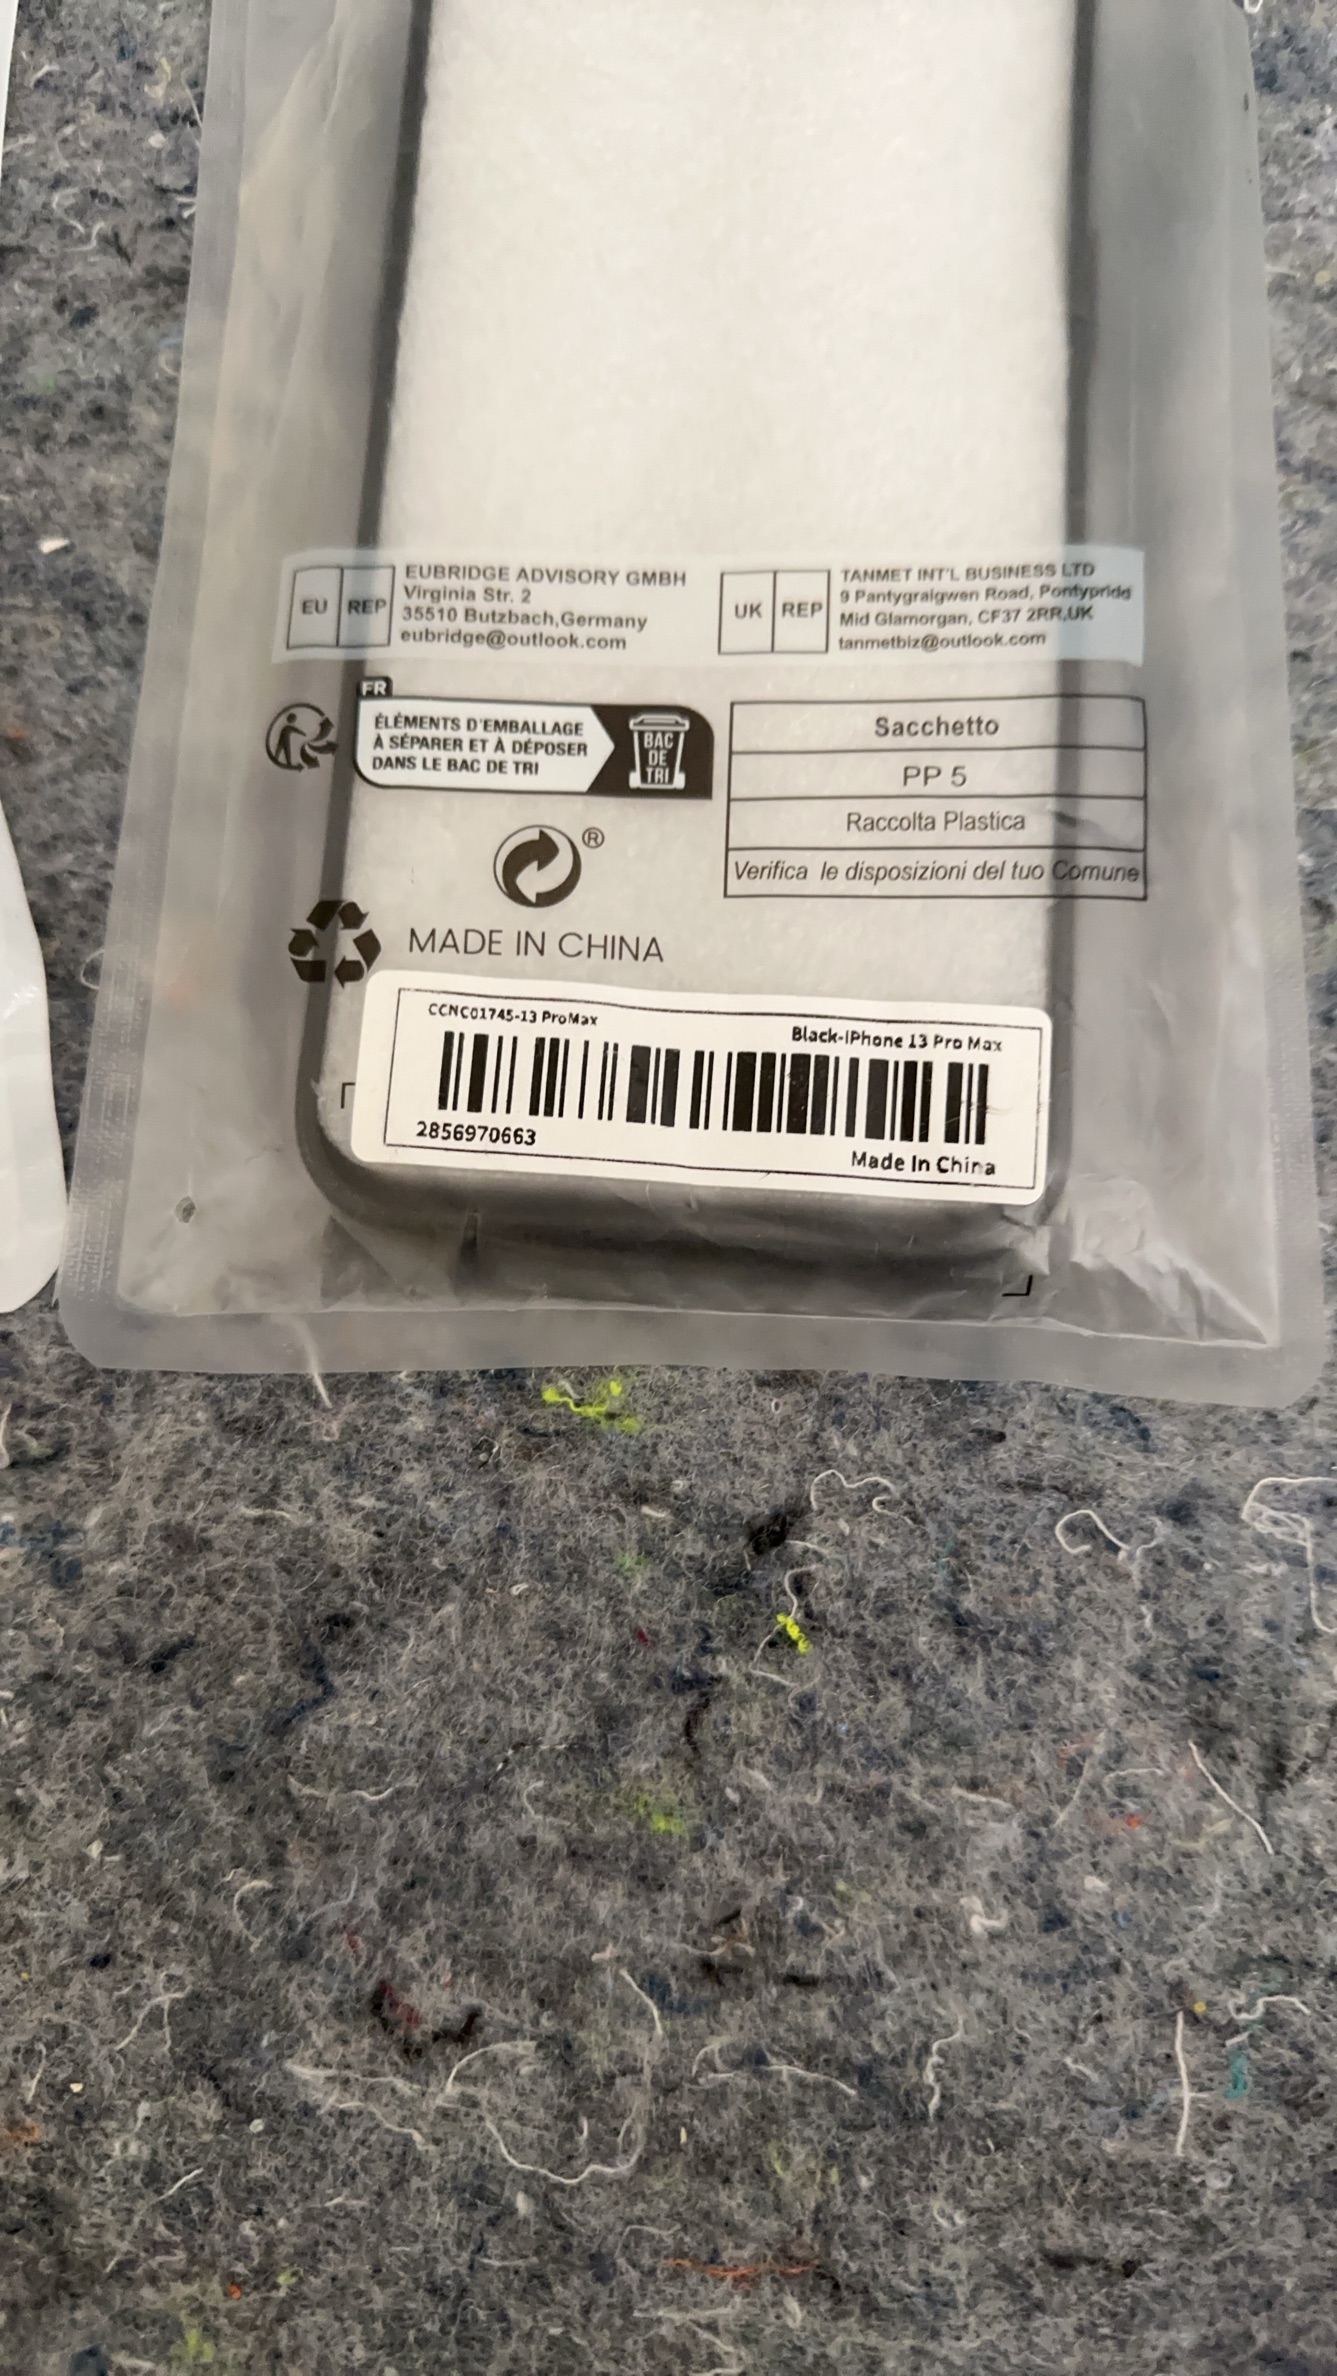 EU REP
EUBRIDGE ADVISORY GMBH
Virginia Str. 2
35510 Butzbach,Germany
eubridge@outlook.com
UK REP
TANMET INT'L BUSINESS LTD
9 Pantygraigwen Road, Pontypridd
Mid Glamorgan, CF37 2RR,UK
tanmetbiz@outlook.com
FR
ÉLÉMENTS D'EMBALLAGE
À SÉPARER ET À DÉPOSER
DANS LE BAC DE TRI
BAC
DE
TRI
Sacchetto
PP 5
Raccolta Plastica
Verifica le disposizioni del tuo Comune
®
MADE IN CHINA
CCNC01745-13 ProMax
Black-iPhone 13 Pro Max
2856970663
Made In China